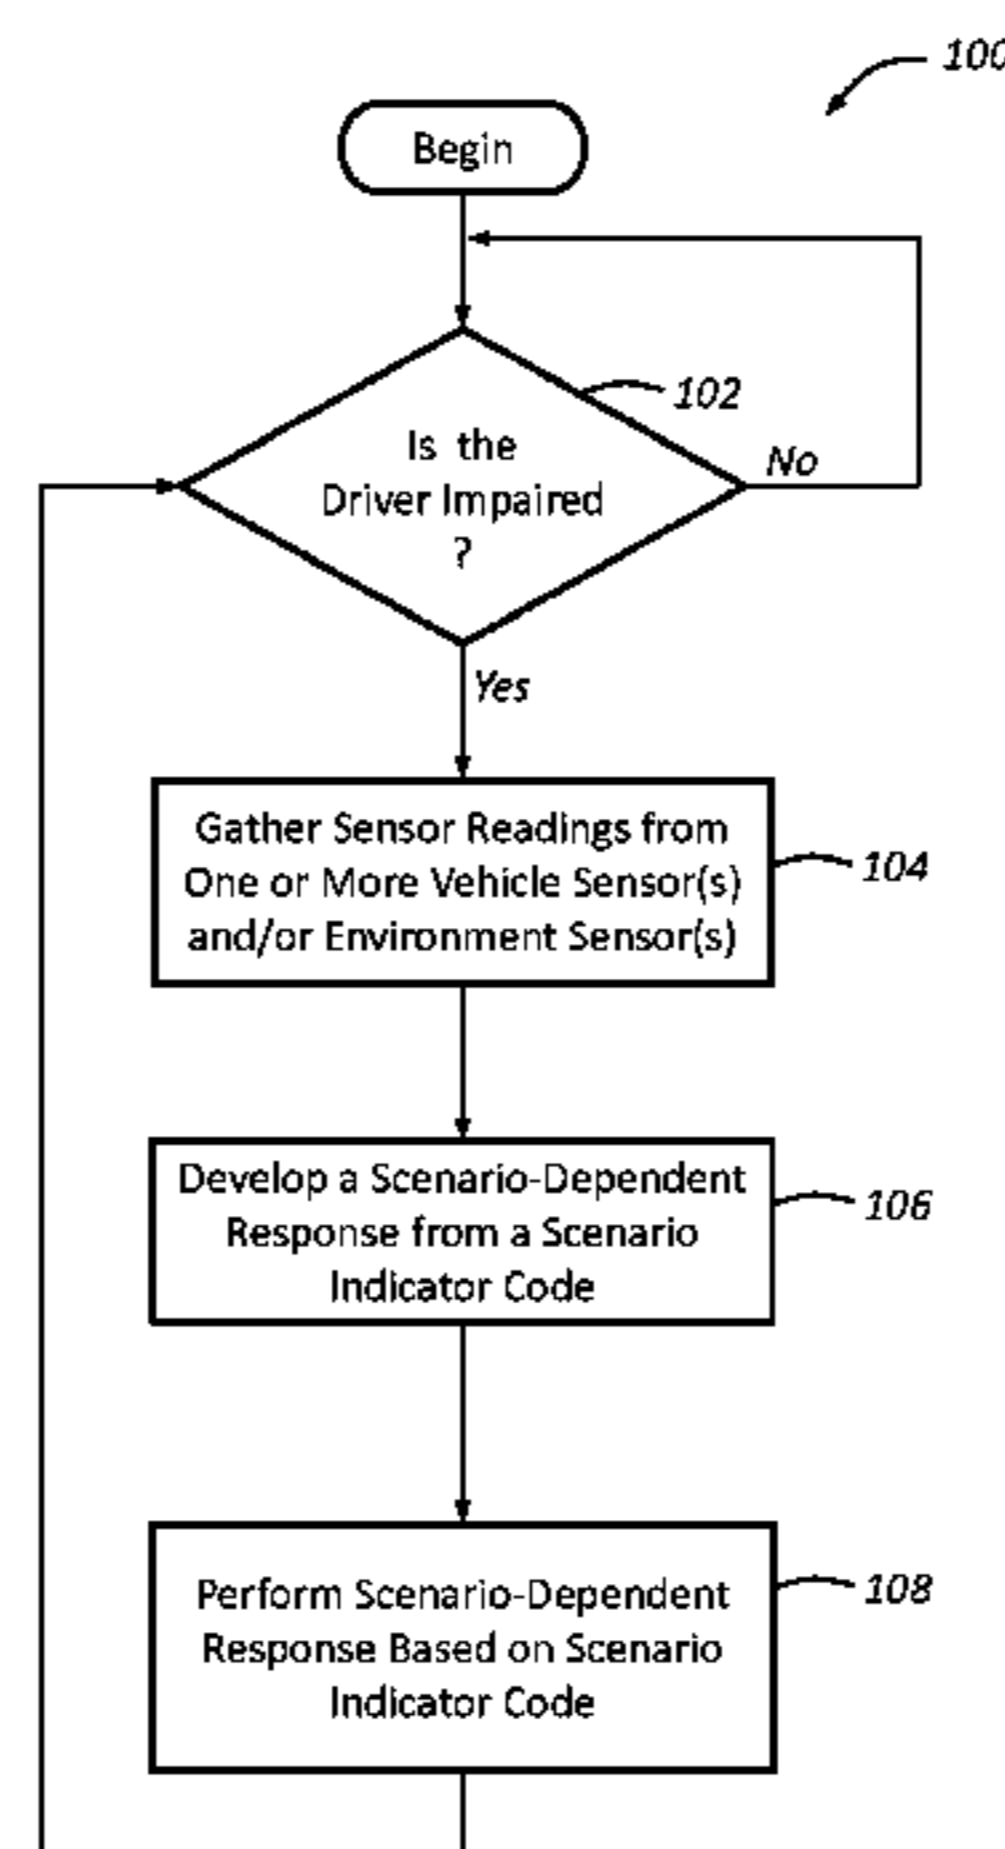 100
Begin
102
Is the
Driver Impaired
?
No
Yes
Gather Sensor Readings from
One or More Vehicle Sensor(s)
and/or Environment Sensor(s)
104
Develop a Scenario-Dependent
Response from a Scenario
Indicator Code
106
Perform Scenario-Dependent
Response Based on Scenario
Indicator Code
108